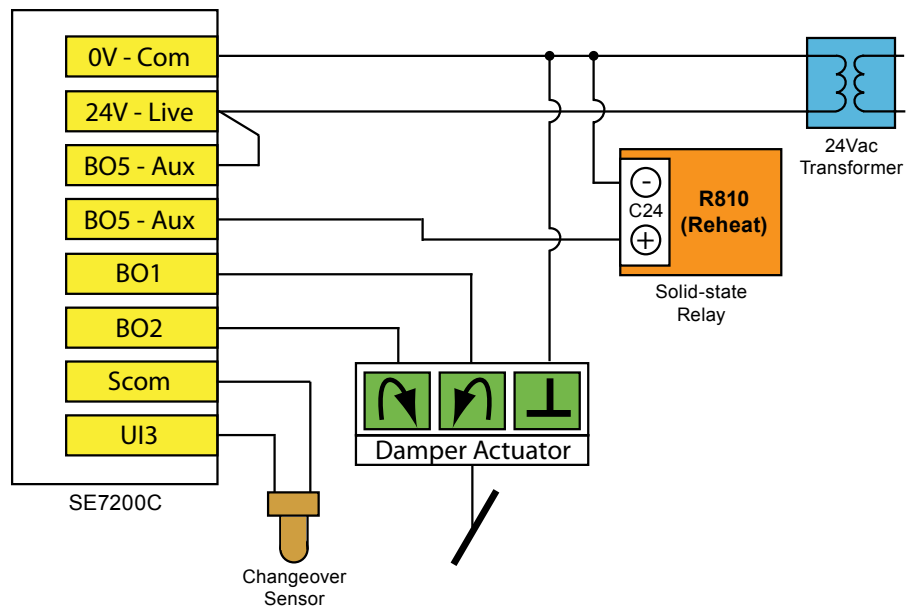 0V - Com
24V - Live
BO5 - Aux
BO5 - Aux
BO1
BO2
Scom
UI3
SE7200C
24Vac
Transformer
-
C24
+
R810
(Reheat)
Solid-state
Relay
Damper Actuator
Changeover
Sensor